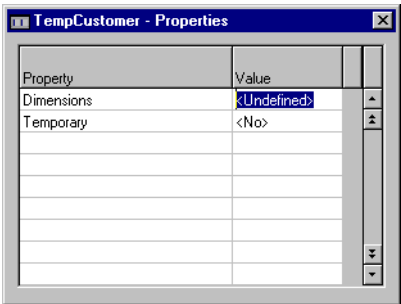 TempCustomer - Properties
Property Value
Dimensions <Undefined>
Temporary <No>